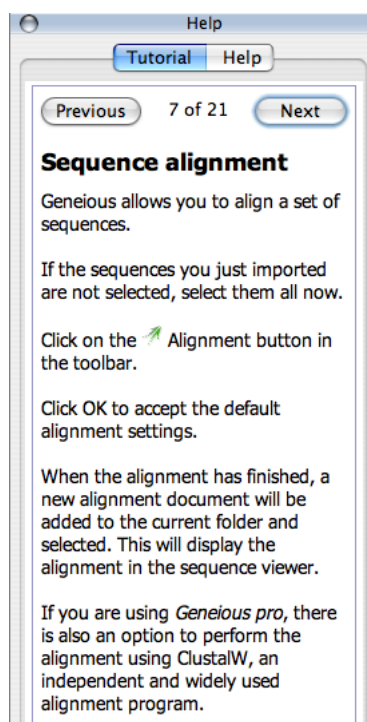 Help
Tutorial Help
Previous 7 of 21 Next
Sequence alignment
Geneious allows you to align a set of
sequences.
If the sequences you just imported
are not selected, select them all now.
Click on the Alignment button in
the toolbar.
Click OK to accept the default
alignment settings.
When the alignment has finished, a
new alignment document will be
added to the current folder and
selected. This will display the
alignment in the sequence viewer.
If you are using Geneious pro, there
is also an option to perform the
alignment using ClustalW, an
independent and widely used
alignment program.